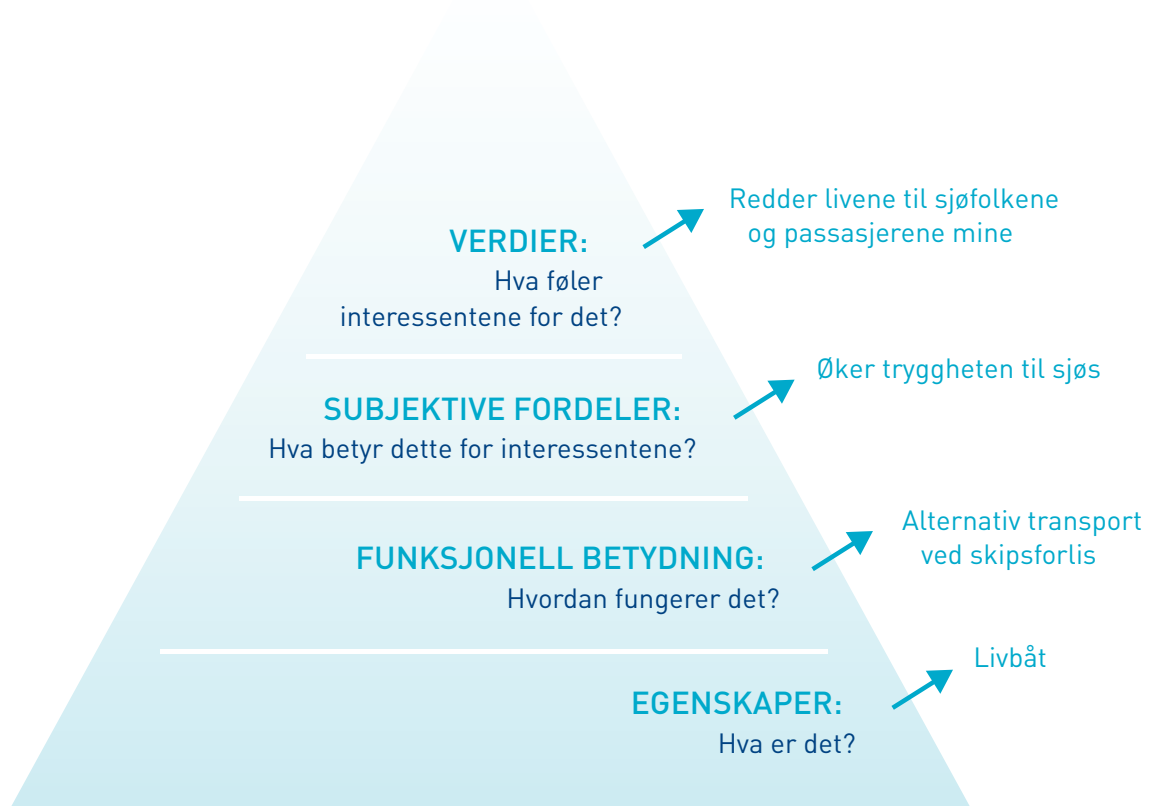 Redder livene til sjøfolkene
og passasjerene mine
VERDIER:
Hva føler
interessentene for det?
Øker tryggheten til sjøs
SUBJEKTIVE FORDELER:
Hva betyr dette for interessentene?
Alternativ transport
ved skipsforlis
FUNKSJONELL BETYDNING:
Hvordan fungerer det?
Livbåt
EGENSKAPER:
Hva er det?